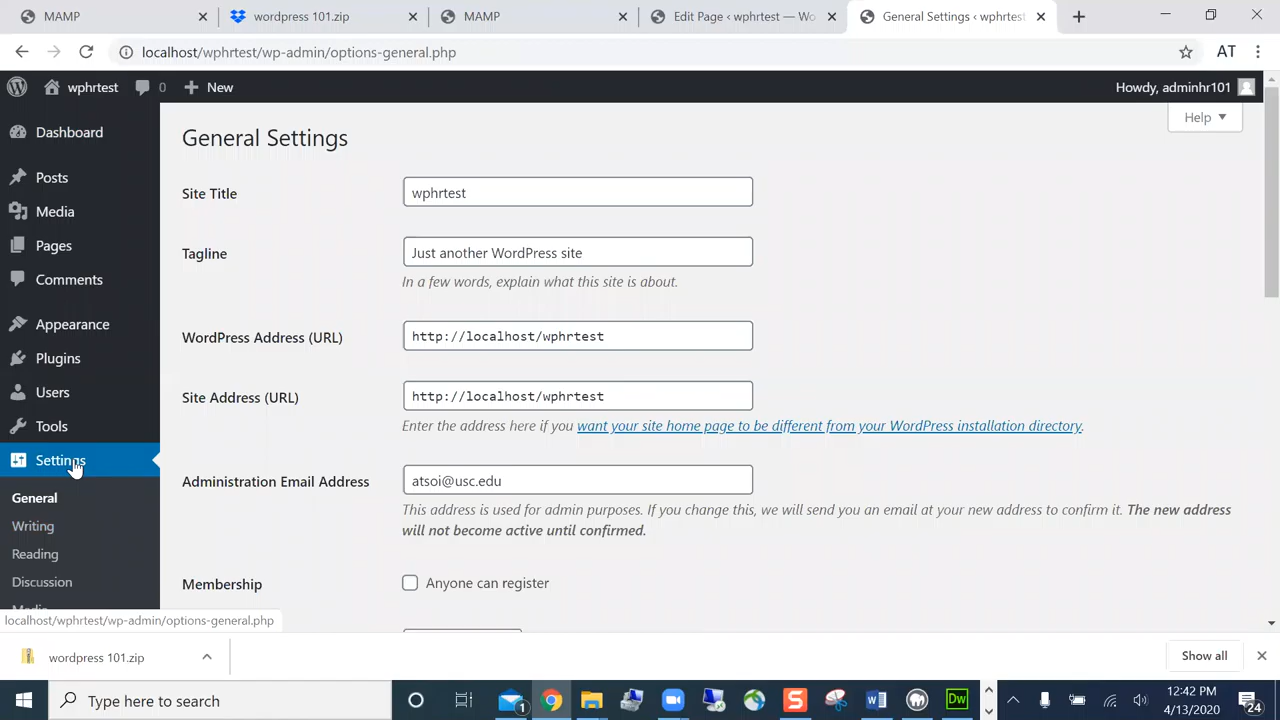 MAMP
wordpress 101.zip
MAMP
Edit Page ‹ wphrtest — Wo
General Settings ‹ wphrtest
localhost/wphrtest/wp-admin/options-general.php
AT
wphrtest
0
New
Howdy, adminhr101
Help
Dashboard
Posts
Media
Pages
Comments
Appearance
Plugins
Users
Tools
Settings
General
Writing
Reading
Discussion
Media
General Settings
Site Title
wphrtest
Tagline
Just another WordPress site
In a few words, explain what this site is about.
WordPress Address (URL)
http://localhost/wphrtest
Site Address (URL)
http://localhost/wphrtest
Enter the address here if you want your site home page to be different from your WordPress installation directory.
Administration Email Address
atsoi@usc.edu
This address is used for admin purposes. If you change this, we will send you an email at your new address to confirm it. The new address
will not become active until confirmed.
Membership
Anyone can register
localhost/wphrtest/wp-admin/options-general.php
wordpress 101.zip
Show all
Type here to search
1
S
W
Dw
12:42 PM
4/13/2020
24